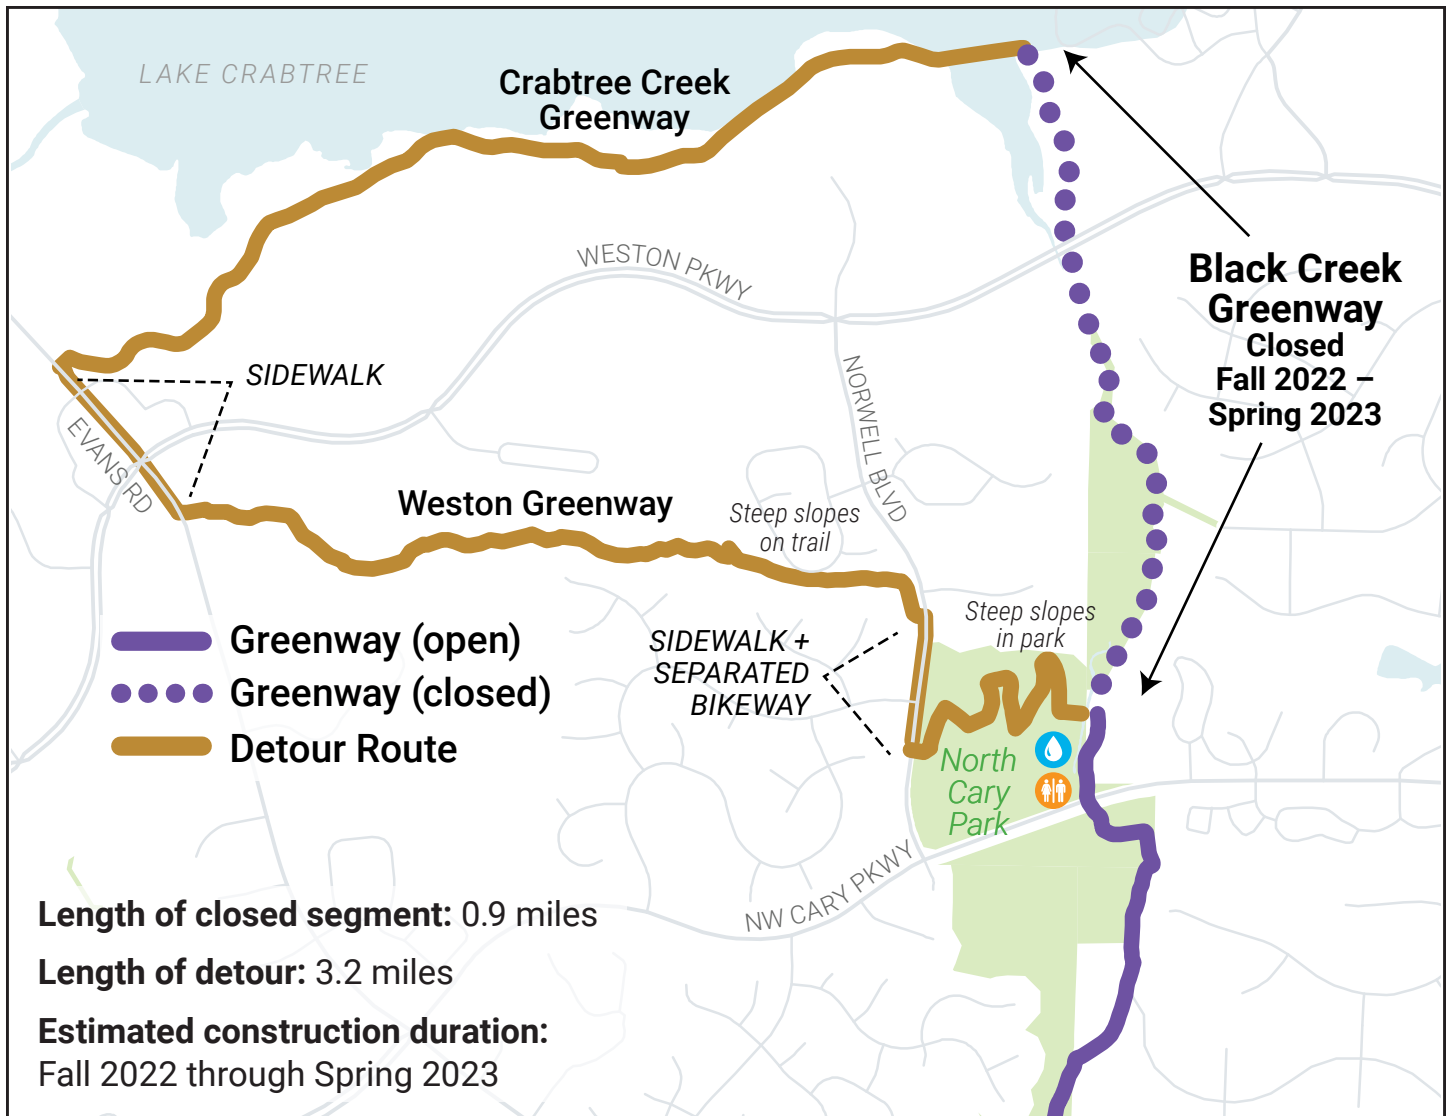 LAKE CRABTREE
Crabtree Creek
Greenway
WESTON PKWY
Black Creek
Greenway
Closed
Fall 2022 –
Spring 2023
SIDEWALK
EVANS RD
NORWELL BLVD
Weston Greenway
Steep slopes
on trail
Steep slopes
in park
SIDEWALK +
SEPARATED
BIKEWAY
Greenway (open)
Greenway (closed)
Detour Route
North
Cary
Park
NW CARY PKWY
Length of closed segment: 0.9 miles
Length of detour: 3.2 miles
Estimated construction duration:
Fall 2022 through Spring 2023